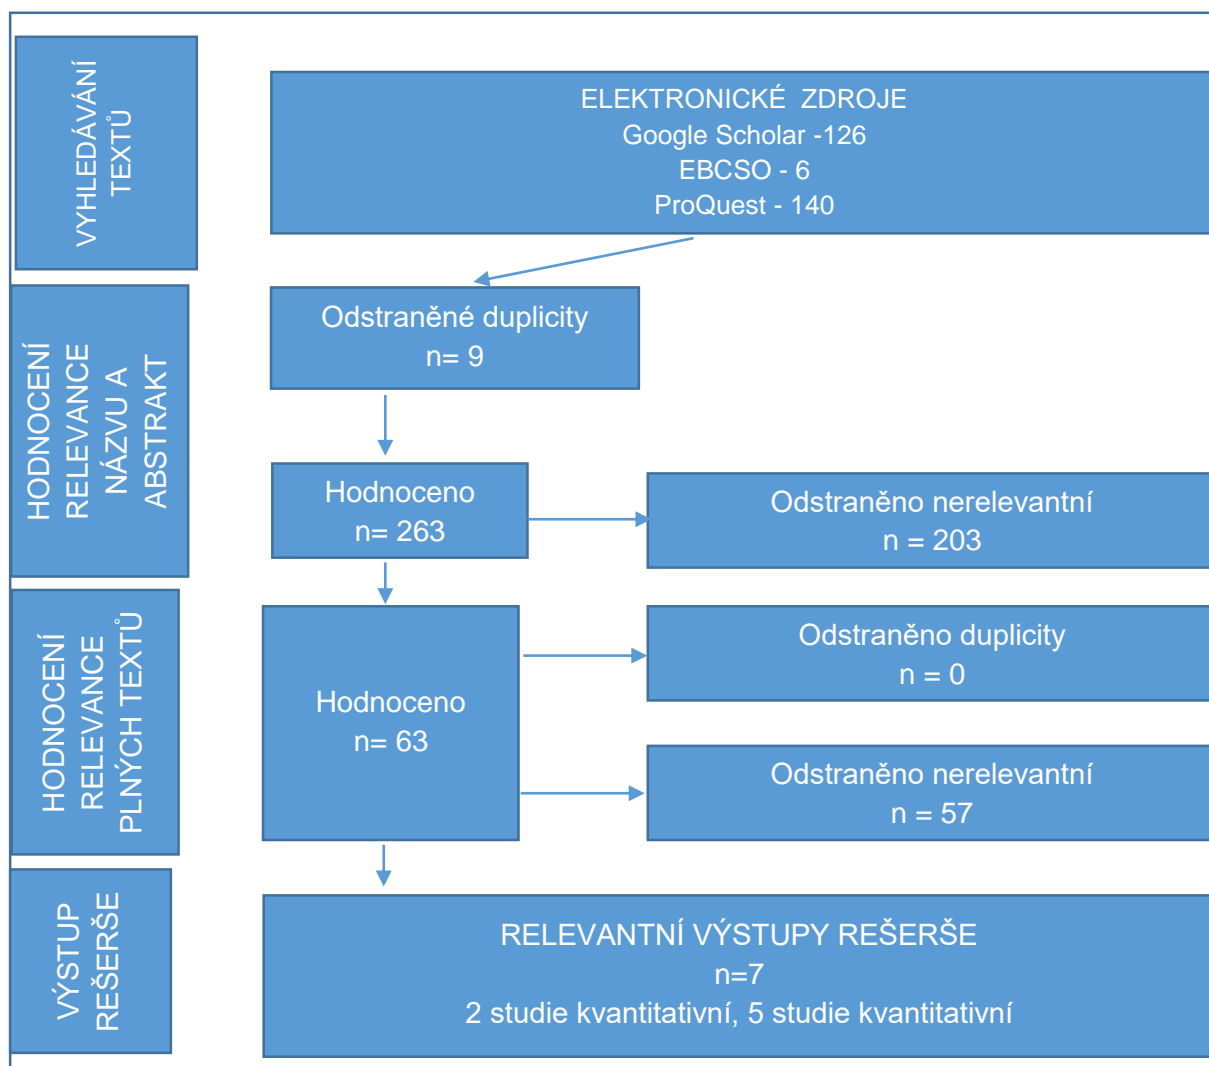 VYHLEDÁVÁNÍ
TEXTŮ
ELEKTRONICKÉ ZDROJE
Google Scholar -126
EBCSO - 6
ProQuest - 140
HODNOCENÍ
RELEVANCE
NÁZVU A
ABSTRAKT
Odstraněné duplicity
n= 9
Hodnoceno
n= 263
Odstraněno nerelevantní
n = 203
HODNOCENÍ
RELEVANCE
PLNÝCH TEXTŮ
Hodnoceno
n= 63
Odstraněno duplicity
n = 0
Odstraněno nerelevantní
n = 57
VÝSTUP
REŠERŠE
RELEVANTNÍ VÝSTUPY REŠERŠE
n=7
2 studie kvantitativní, 5 studie kvantitativní